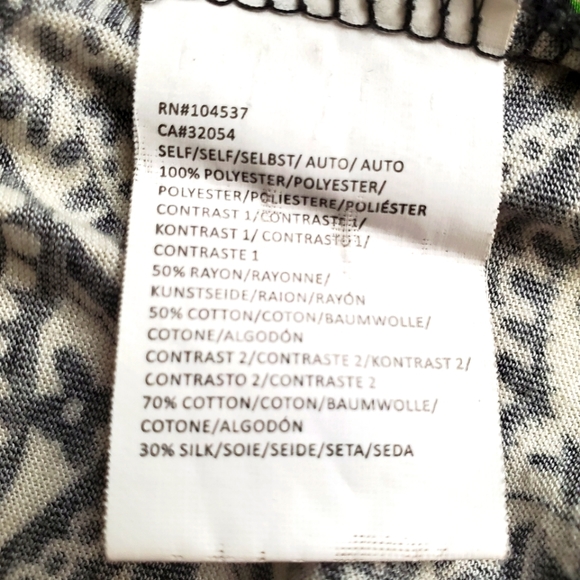 RN#104537
CA#32054
SELF/SELF/SELBST/ AUTO/ AUTO
100% POLYESTER/POLYESTER/
POLYESTER/POLIESTERE/POLIÉSTER
CONTRAST 1/CONTRASTE 1/
KONTRAST 1/ CONTRASTO 1/
CONTRASTE 1
50% RAYON/RAYONNE/
KUNSTSEIDE/RAION/RAYÓN
50% COTTON/COTON/BAUMWOLLE/
COTONE/ALGODÓN
CONTRAST 2/CONTRASTE 2/KONTRAST 2/
CONTRASTO 2/CONTRASTE 2
70% COTTON/COTON/BAUMWOLLE/
COTONE/ALGODÓN
30% SILK/SOIE/SEIDE/SETA/SEDA